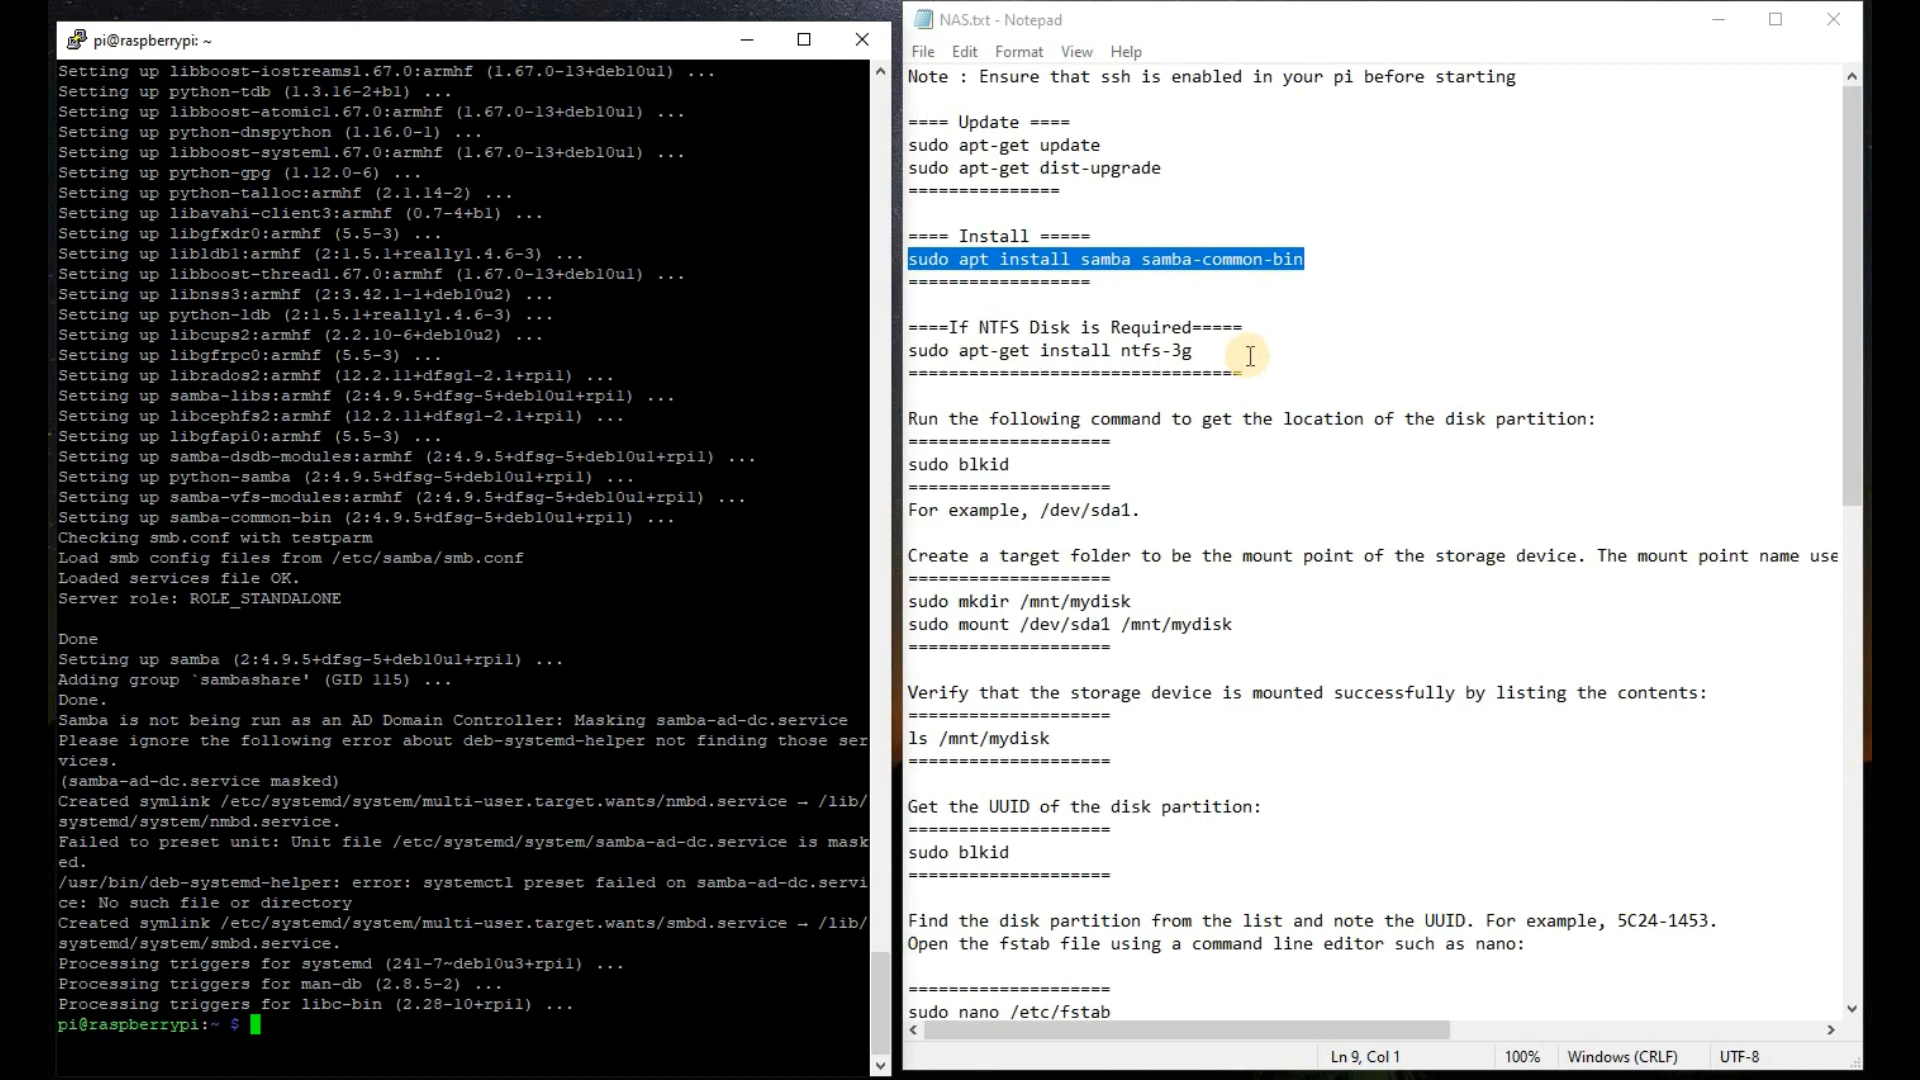 pi@raspberrypi: ~
Setting up libboost-iostreams1.67.0:armhf (1.67.0-13+deb10u1) ...
Setting up python-tdb (1.3.16-2+b1) ...
Setting up libboost-atomic1.67.0:armhf (1.67.0-13+deb10u1) ...
Setting up python-dnspython (1.16.0-1) ...
Setting up libboost-system1.67.0:armhf (1.67.0-13+deb10u1) ...
Setting up python-gpg (1.12.0-6) ...
Setting up python-talloc:armhf (2.1.14-2) ...
Setting up libavahi-client3:armhf (0.7-4+b1) ...
Setting up libgfxdr0:armhf (5.5-3) ...
Setting up libldb1:armhf (2:1.5.1+really1.4.6-3) ...
Setting up libboost-thread1.67.0:armhf (1.67.0-13+deb10u1) ...
Setting up libnss3:armhf (2:3.42.1-1+deb10u2) ...
Setting up python-ldb (2:1.5.1+really1.4.6-3) ...
Setting up libcups2:armhf (2.2.10-6+deb10u2) ...
Setting up libgfrpc0:armhf (5.5-3) ...
Setting up librados2:armhf (12.2.11+dfsg1-2.1+rpi1) ...
Setting up samba-libs:armhf (2:4.9.5+dfsg-5+deb10u1+rpi1) ...
Setting up libcephfs2:armhf (12.2.11+dfsg1-2.1+rpi1) ...
Setting up libgfapi0:armhf (5.5-3) ...
Setting up samba-dsdb-modules:armhf (2:4.9.5+dfsg-5+deb10u1+rpi1) ...
Setting up python-samba (2:4.9.5+dfsg-5+deb10u1+rpi1) ...
Setting up samba-vfs-modules:armhf (2:4.9.5+dfsg-5+deb10u1+rpi1) ...
Setting up samba-common-bin (2:4.9.5+dfsg-5+deb10u1+rpi1) ...
Checking smb.conf with testparm
Load smb config files from /etc/samba/smb.conf
Loaded services file OK.
Server role: ROLE_STANDALONE
Done
Setting up samba (2:4.9.5+dfsg-5+deb10u1+rpi1) ...
Adding group `sambashare' (GID 115) ...
Done.
Samba is not being run as an AD Domain Controller: Masking samba-ad-dc.service
Please ignore the following error about deb-systemd-helper not finding those ser
vices.
(samba-ad-dc.service masked)
Created symlink /etc/systemd/system/multi-user.target.wants/nmbd.service → /lib/
systemd/system/nmbd.service.
Failed to preset unit: Unit file /etc/systemd/system/samba-ad-dc.service is mask
ed.
/usr/bin/deb-systemd-helper: error: systemctl preset failed on samba-ad-dc.servi
ce: No such file or directory
Created symlink /etc/systemd/system/multi-user.target.wants/smbd.service → /lib/
systemd/system/smbd.service.
Processing triggers for systemd (241-7~deb10u3+rpi1) ...
Processing triggers for man-db (2.8.5-2) ...
Processing triggers for libc-bin (2.28-10+rpi1) ...
pi@raspberrypi:~ $
NAS.txt - Notepad
File Edit Format View Help
Note : Ensure that ssh is enabled in your pi before starting
==== Update ====
sudo apt-get update
sudo apt-get dist-upgrade
===============
==== Install =====
sudo apt install samba samba-common-bin
==================
====If NTFS Disk is Required=====
sudo apt-get install ntfs-3g
=================================
Run the following command to get the location of the disk partition:
====================
sudo blkid
====================
For example, /dev/sda1.
Create a target folder to be the mount point of the storage device. The mount point name use
====================
sudo mkdir /mnt/mydisk
sudo mount /dev/sda1 /mnt/mydisk
====================
Verify that the storage device is mounted successfully by listing the contents:
====================
ls /mnt/mydisk
====================
Get the UUID of the disk partition:
====================
sudo blkid
====================
Find the disk partition from the list and note the UUID. For example, 5C24-1453.
Open the fstab file using a command line editor such as nano:
====================
sudo nano /etc/fstab
Ln 9, Col 1 100% Windows (CRLF) UTF-8